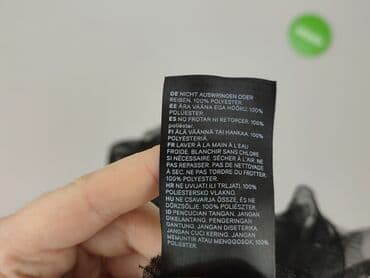 DE NICHT AUSWRINGEN ODER
REIBEN. 100% POLYESTER.
EE ÄRA VÄÄNA EGA HÕÕRU. 100%
POLÜESTER.
ES NO FROTAR NI RETORCER. 100%
poliéster.
FI ÄLÄ VÄÄNNÄ TAI HANKAA. 100%
POLYESTERIÄ.
FR LAVER À LA MAIN À L'EAU
FROIDE. BLANCHIR SANS CHLORE
SI NÉCESSAIRE. SÉCHER À L'AIR. NE
PAS REPASSER. PAS DE NETTOYAGE
À SEC. NE PAS TORDRE OU FROTTER.
100% POLYESTER.
HR NE UVIJATI ILI TRLJATI. 100%
POLIESTERSKO VLAKNO.
HU NE CSAVARJA ÖSSZE, ÉS NE
DÖRZSÖLJE. 100% POLIÉSZTER.
ID PENCUCIAN TANGAN. JANGAN
DIKELANTANG. PENGERINGAN
GANTUNG. JANGAN DISETERIKA
JANGAN CUCI KERING. JANGAN
MEMUNTIR ATAU MENGGOSOK. 100%
POLIESTER.